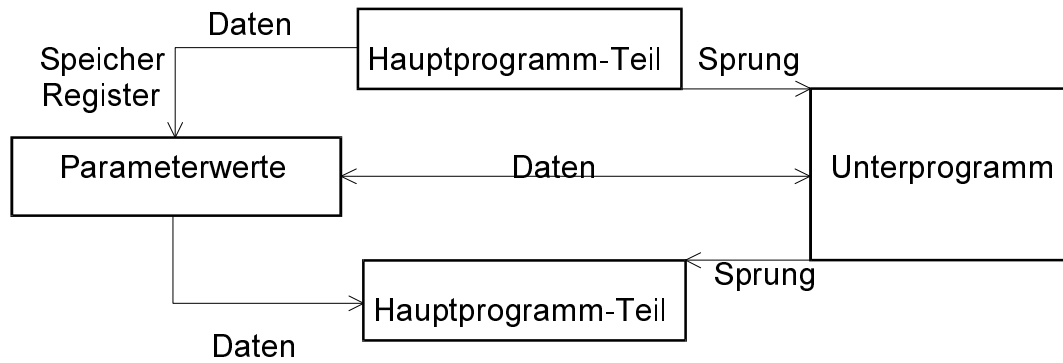 Daten
Hauptprogramm-Teil
Sprung
Speicher
Register
Parameterwerte
Daten
Unterprogramm
Sprung
Hauptprogramm-Teil
Daten